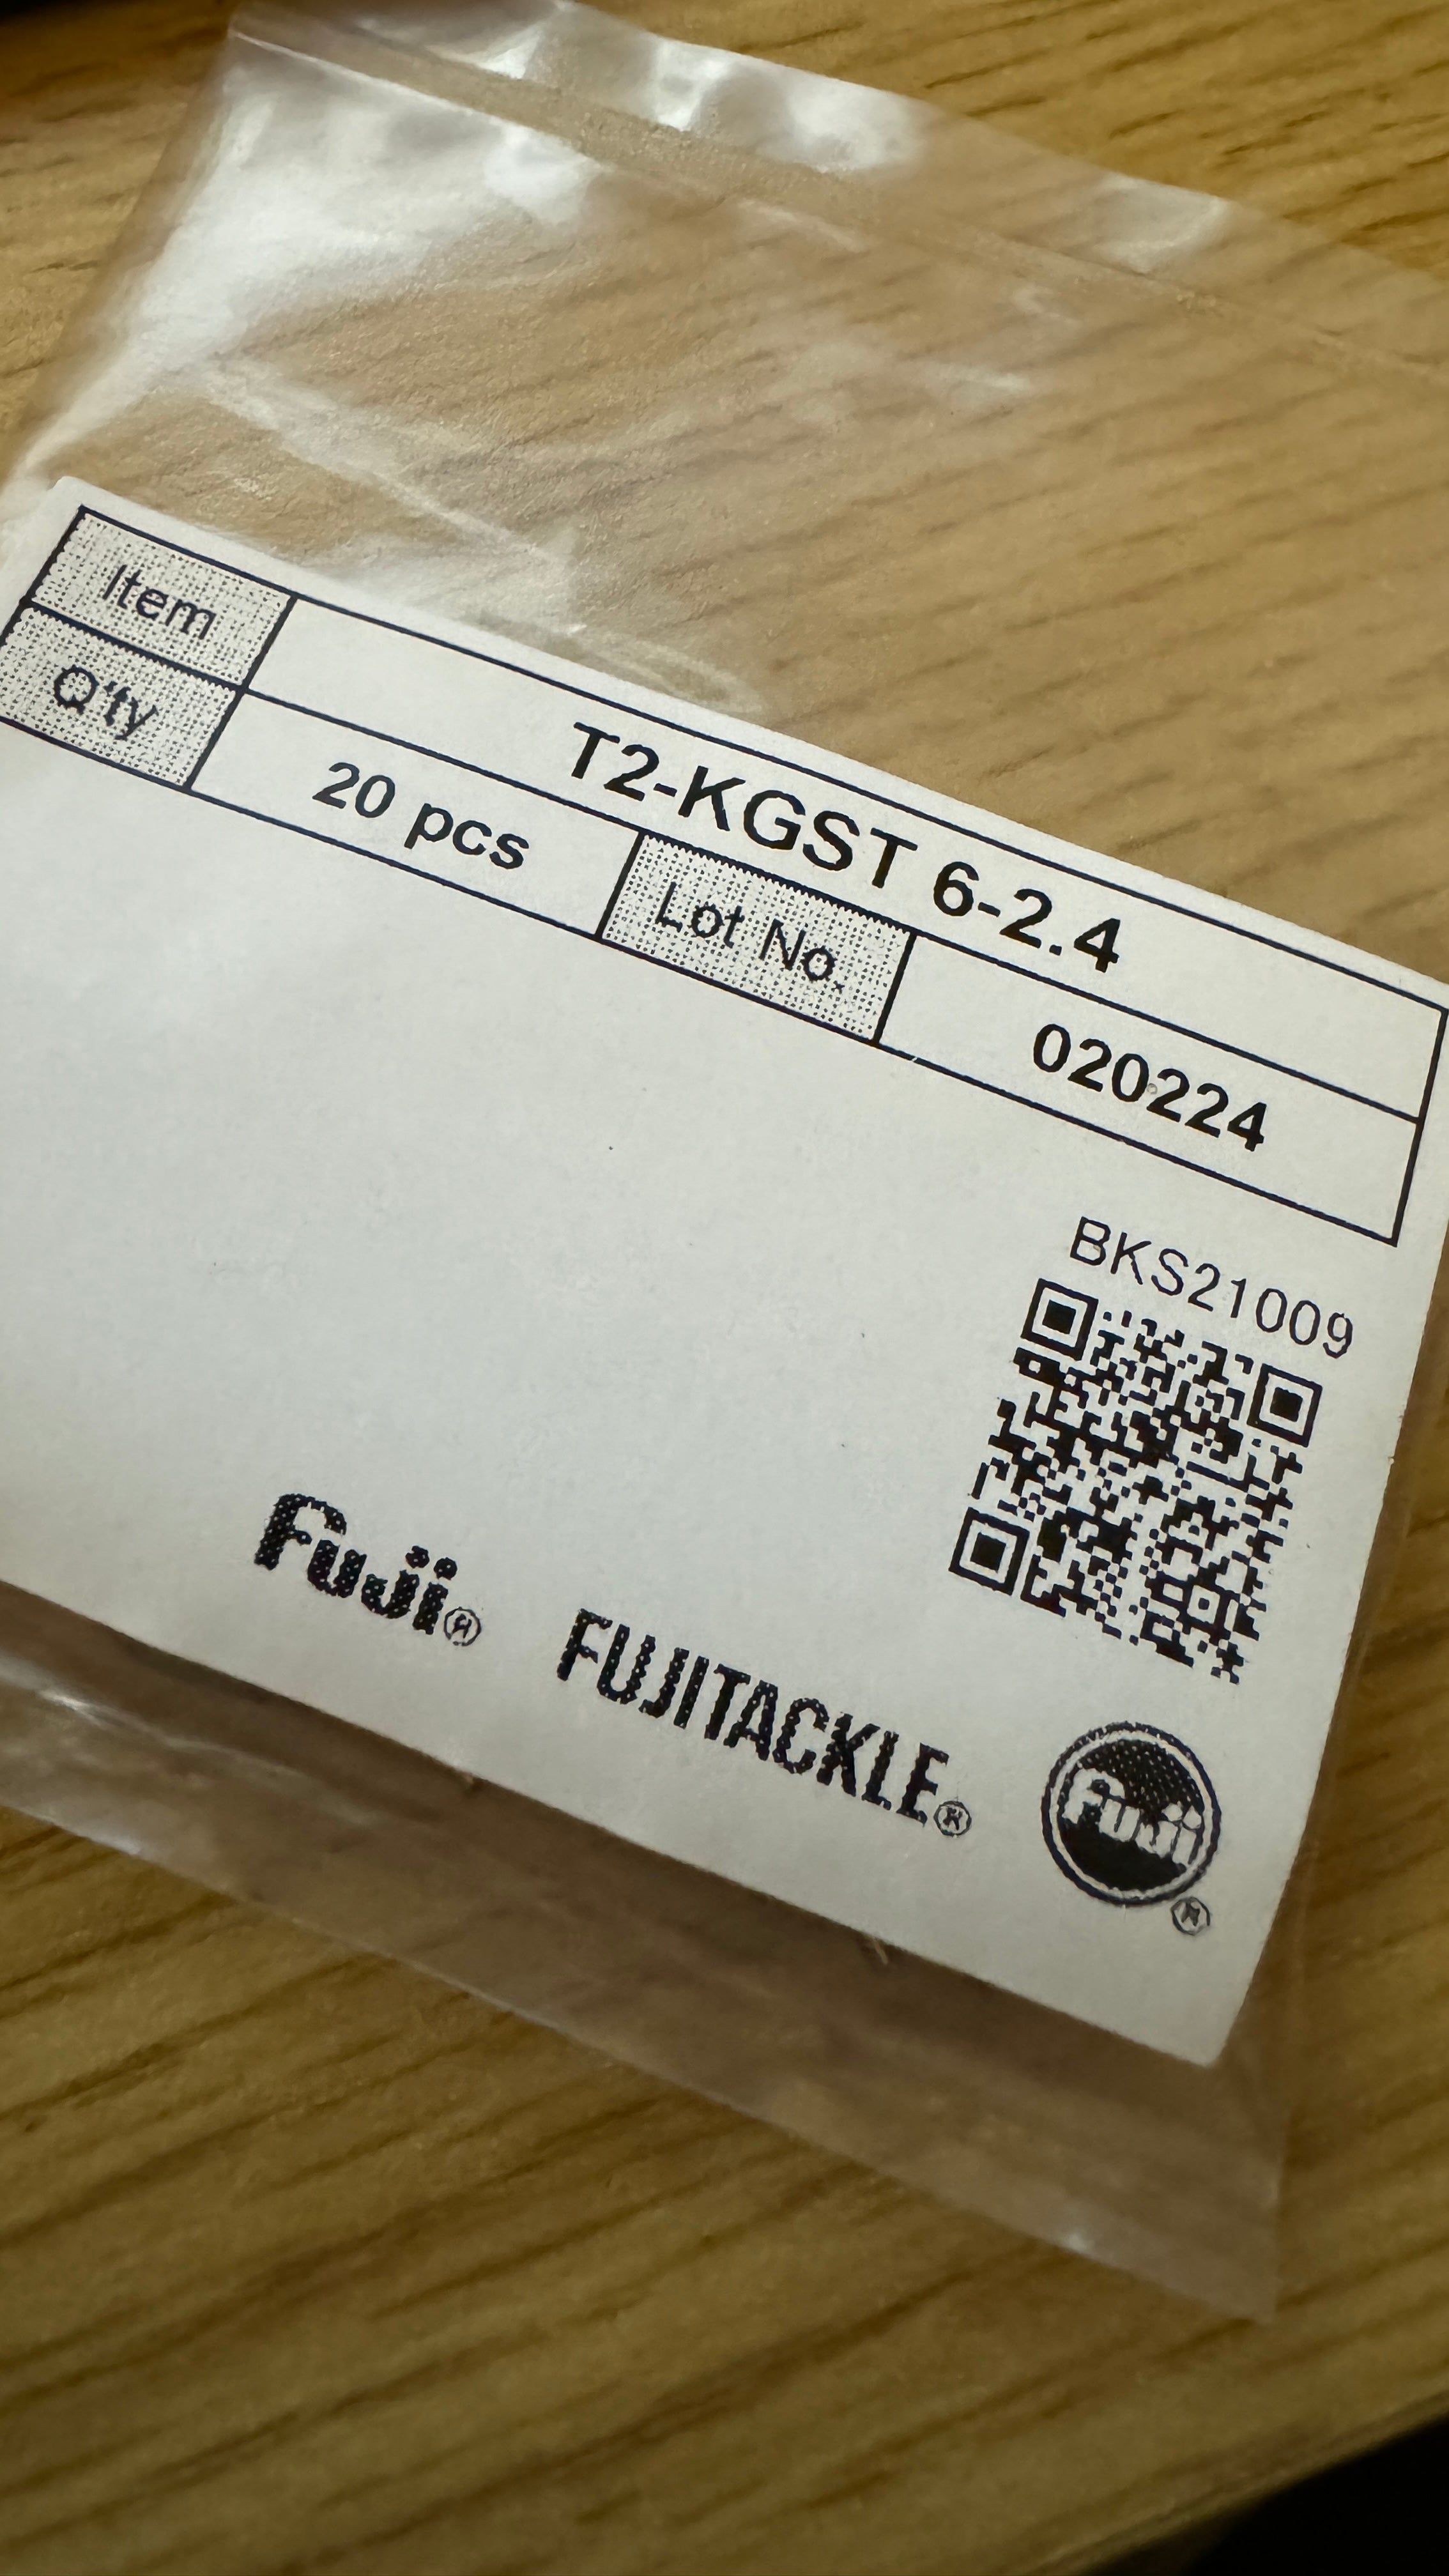 Item T2-KGST 6-2.4
Q'ty 20 pcs Lot No. 020224
BKS21009
Fuji® FUJITACKLE® Fuji®